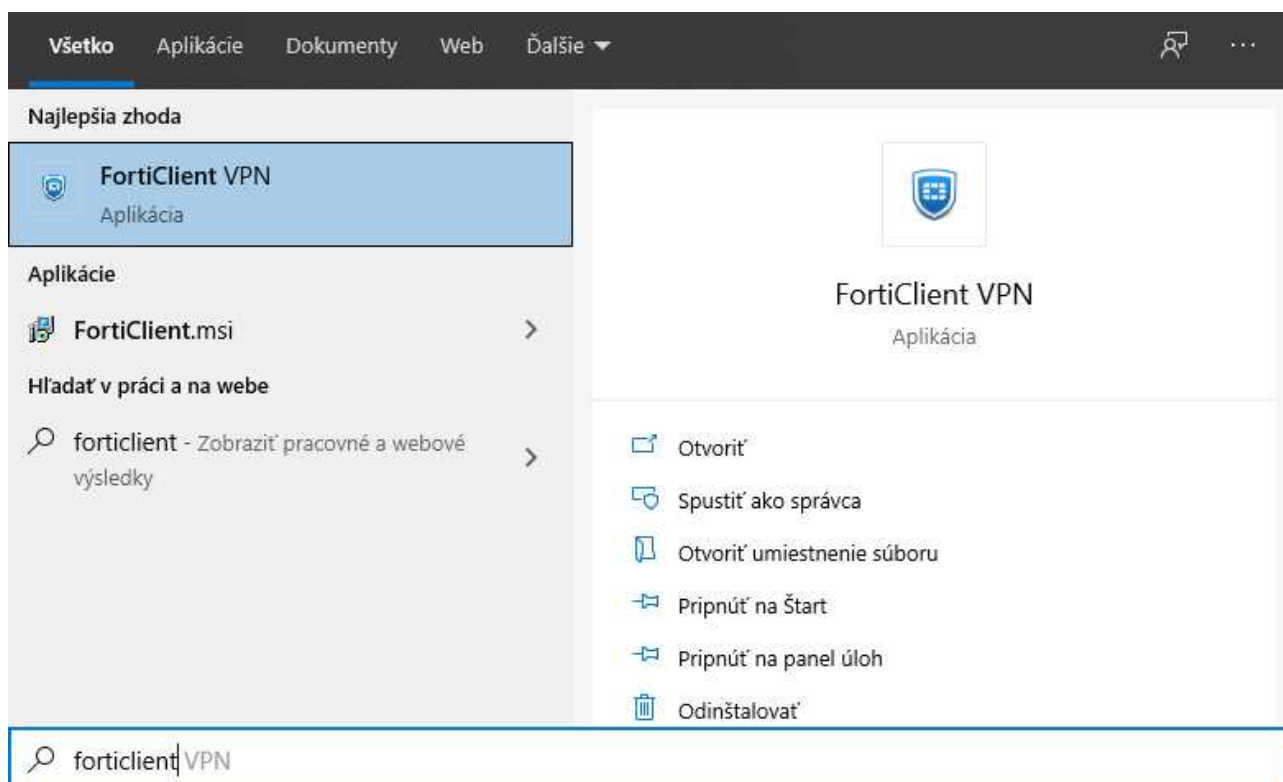 Všetko Aplikácie Dokumenty Web Ďalšie
Najlepšia zhoda
FortiClient VPN
Aplikácia
Aplikácie
FortiClient.msi
Hľadať v práci a na webe
forticlient - Zobraziť pracovné a webové
výsledky
FortiClient VPN
Aplikácia
Otvoriť
Spustiť ako správca
Otvoriť umiestnenie súboru
Pripnúť na Štart
Pripnúť na panel úloh
Odinštalovať
forticlient VPN